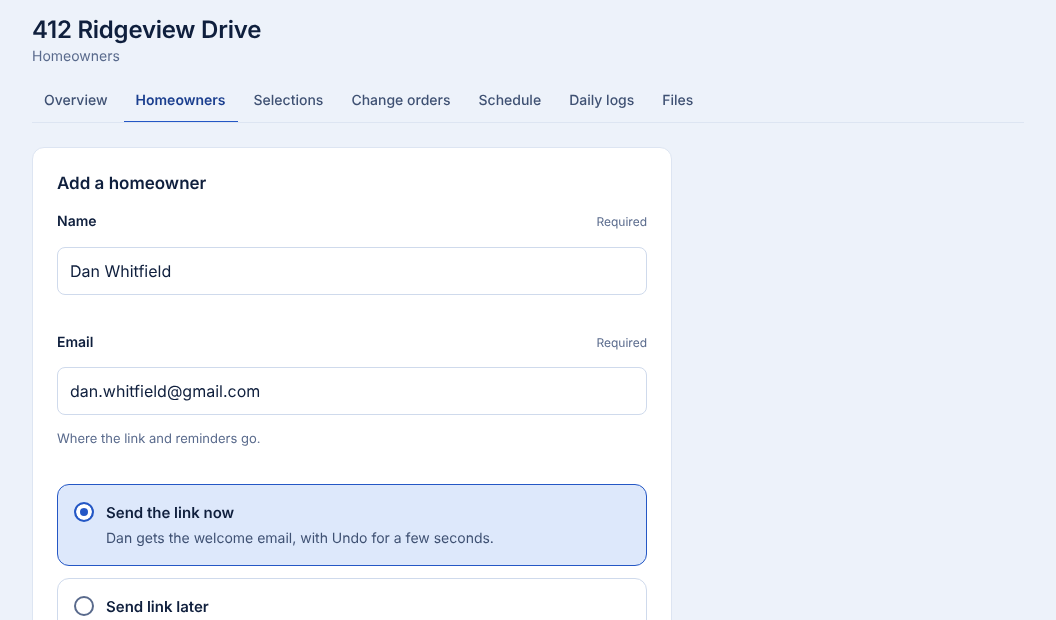 412 Ridgeview Drive
Homeowners
Overview Homeowners Selections Change orders Schedule Daily logs Files
Add a homeowner
Name Required
Dan Whitfield
Email Required
dan.whitfield@gmail.com
Where the link and reminders go.
Send the link now
Dan gets the welcome email, with Undo for a few seconds.
Send link later